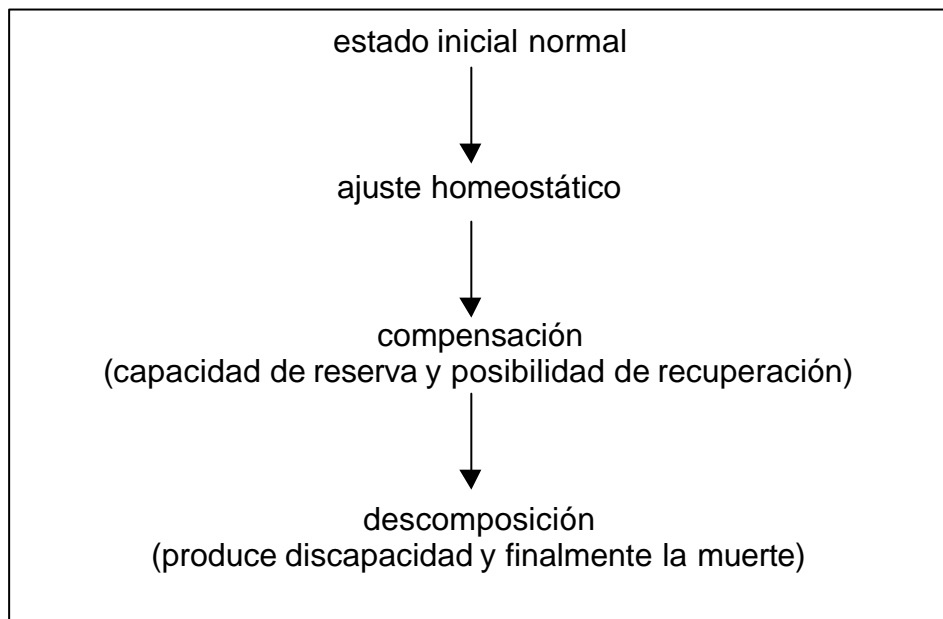 estado inicial normal
ajuste homeostático
compensación
(capacidad de reserva y posibilidad de recuperación)
descomposición
(produce discapacidad y finalmente la muerte)